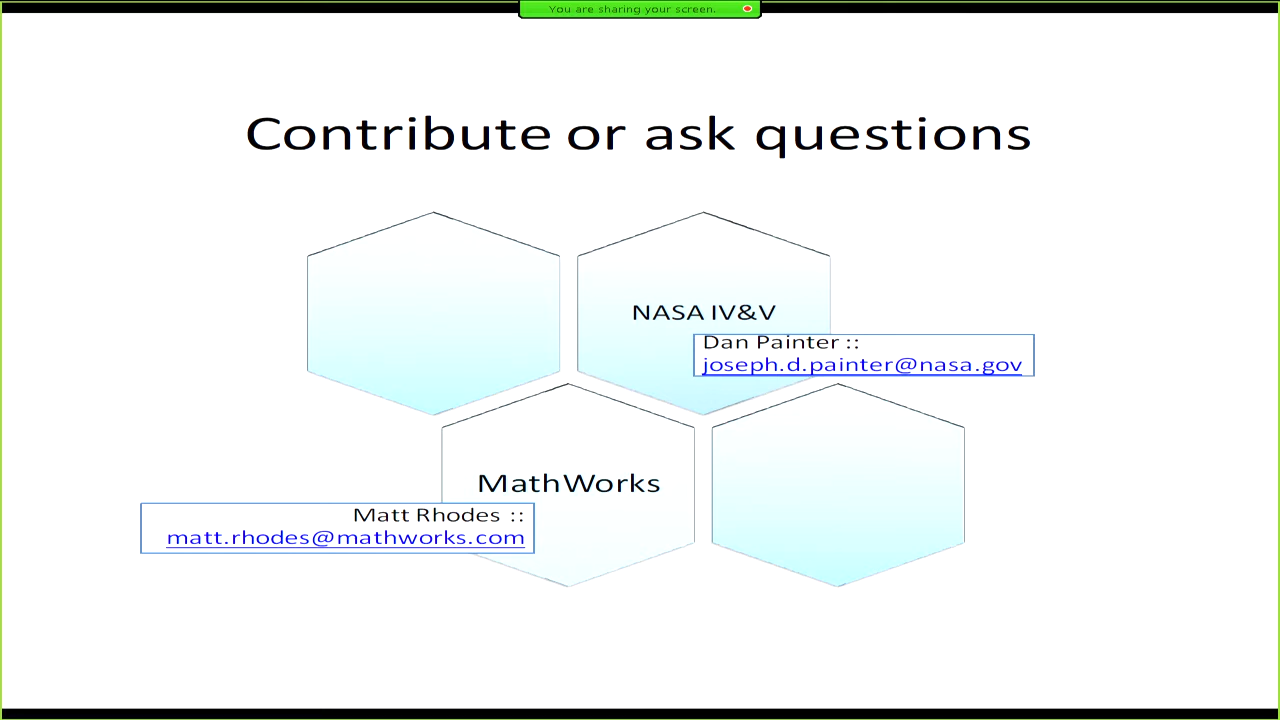 You are sharing your screen.
Contribute or ask questions
NASA IV&V
Dan Painter ::
joseph.d.painter@nasa.gov
MathWorks
Matt Rhodes ::
matt.rhodes@mathworks.com